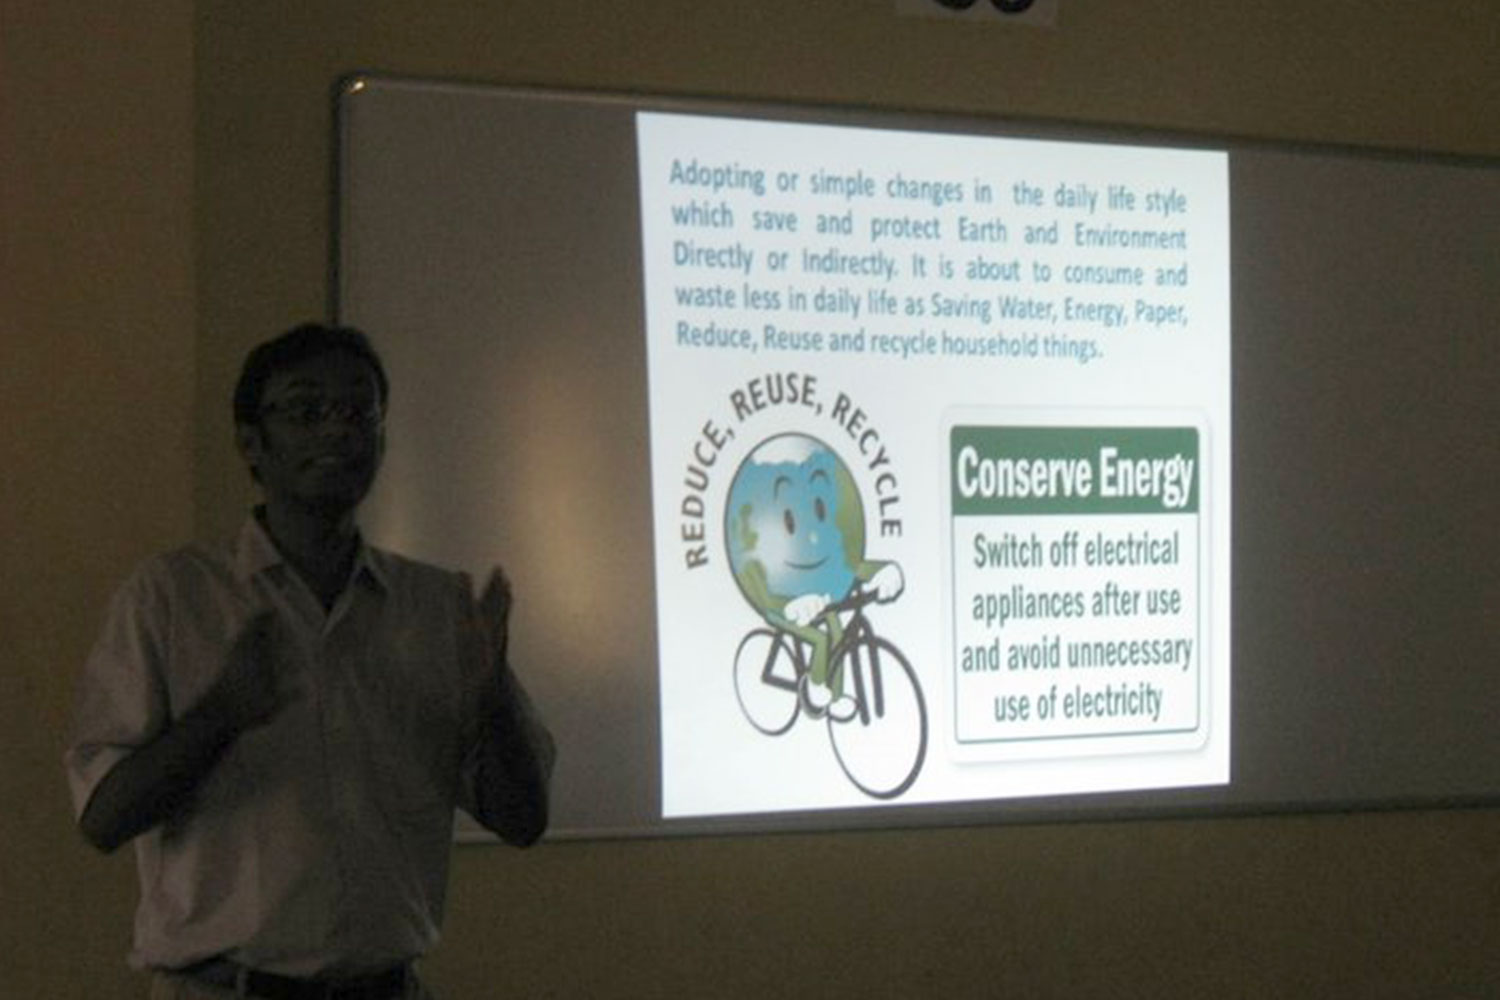 Adopting or simple changes in the daily life style
which save and protect Earth and Environment
Directly or Indirectly. It is about to consume and
waste less in daily life as Saving Water, Energy, Paper,
Reduce, Reuse and recycle household things.
REDUCE, REUSE, RECYCLE
Conserve Energy
Switch off electrical
appliances after use
and avoid unnecessary
use of electricity